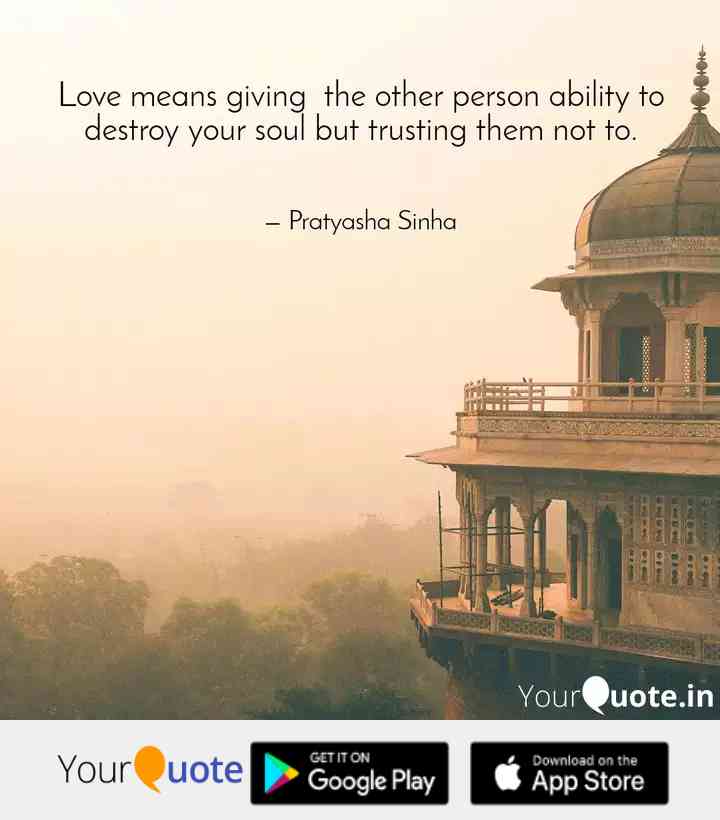 Love means giving  the other person ability to
destroy your soul but trusting them not to.
– Pratyasha Sinha
YourQuote.in
YourQuote
GET IT ON
Google Play
Download on the
App Store